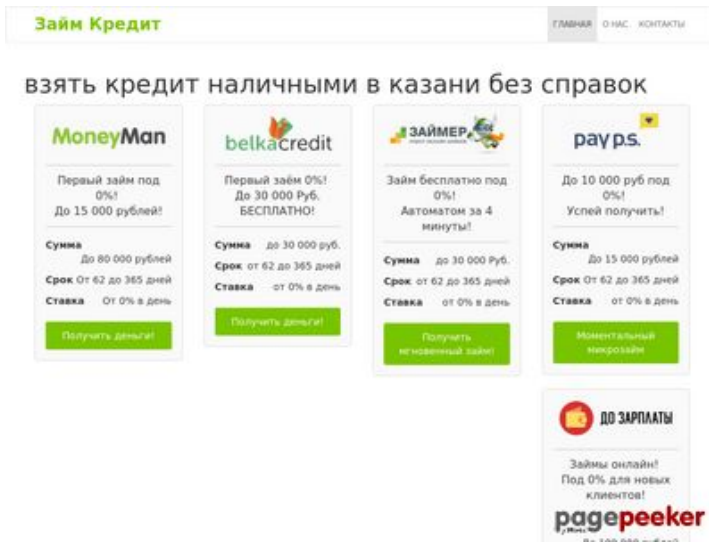 Займ Кредит
ГЛАВНАЯ О НАС КОНТАКТЫ
взять кредит наличными в казани без справок
MoneyMan
Первый займ под
0%!
До 15 000 рублей!
Сумма
До 80 000 рублей
Срок От 62 до 365 дней
Ставка От 0% в день
Получить деньги!
belkacredit
Первый заём 0%!
До 30 000 Руб.
БЕСПЛАТНО!
Сумма до 30 000 руб.
Срок от 62 до 365 дней
Ставка от 0% в день
Получить деньги!
ЗАЙМЕР
Займ бесплатно под
0%!
Автоматом за 4
минуты!
Сумма до 30 000 Руб.
Срок от 62 до 365 дней
Ставка от 0% в день
Получить
мгновенный займ!
pay p.s.
До 10 000 руб под
0%!
Успей получить!
Сумма
До 15 000 рублей
Срок От 62 до 365 дней
Ставка От 0% в день
Моментальный
микрозайм
ДО ЗАРПЛАТЫ
Займы онлайн!
Под 0% для новых
клиентов!
pagepeeker
До 100 000 рублей